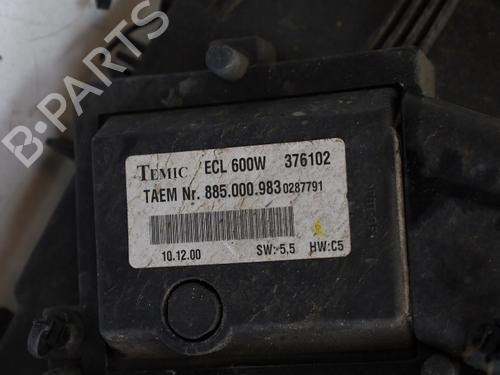 B-PARTS
TEMIC ECL 600W 376102
TAEM Nr. 885.000.983 0287791
10.12.00 SW: 5,5 HW:C5